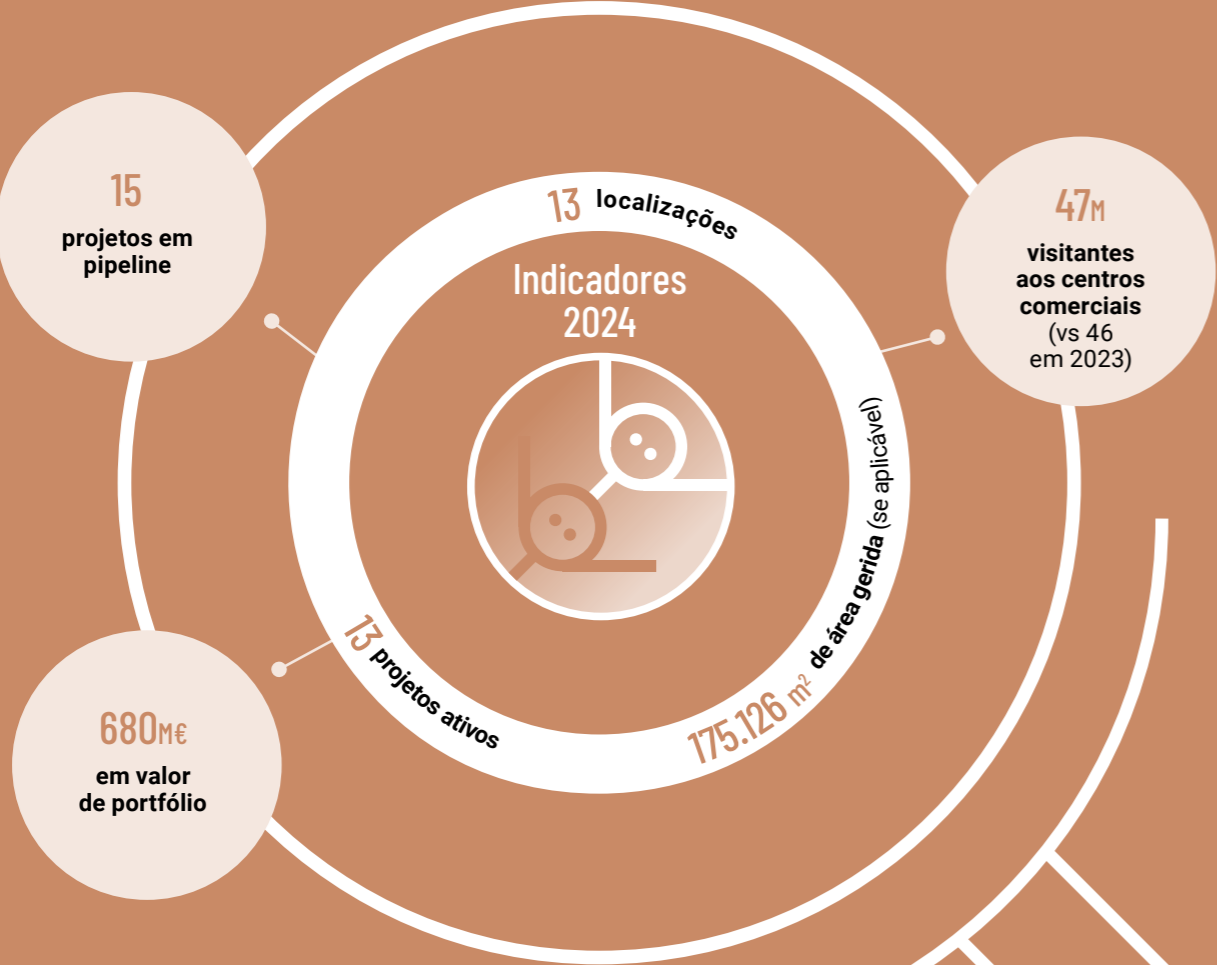 15
projetos em
pipeline
13 localizações
Indicadores
2024
47M
visitantes
aos centros
comerciais
(vs 46
em 2023)
13 projetos ativos
175.126 m² de área gerida (se aplicável)
680M€
em valor
de portfólio